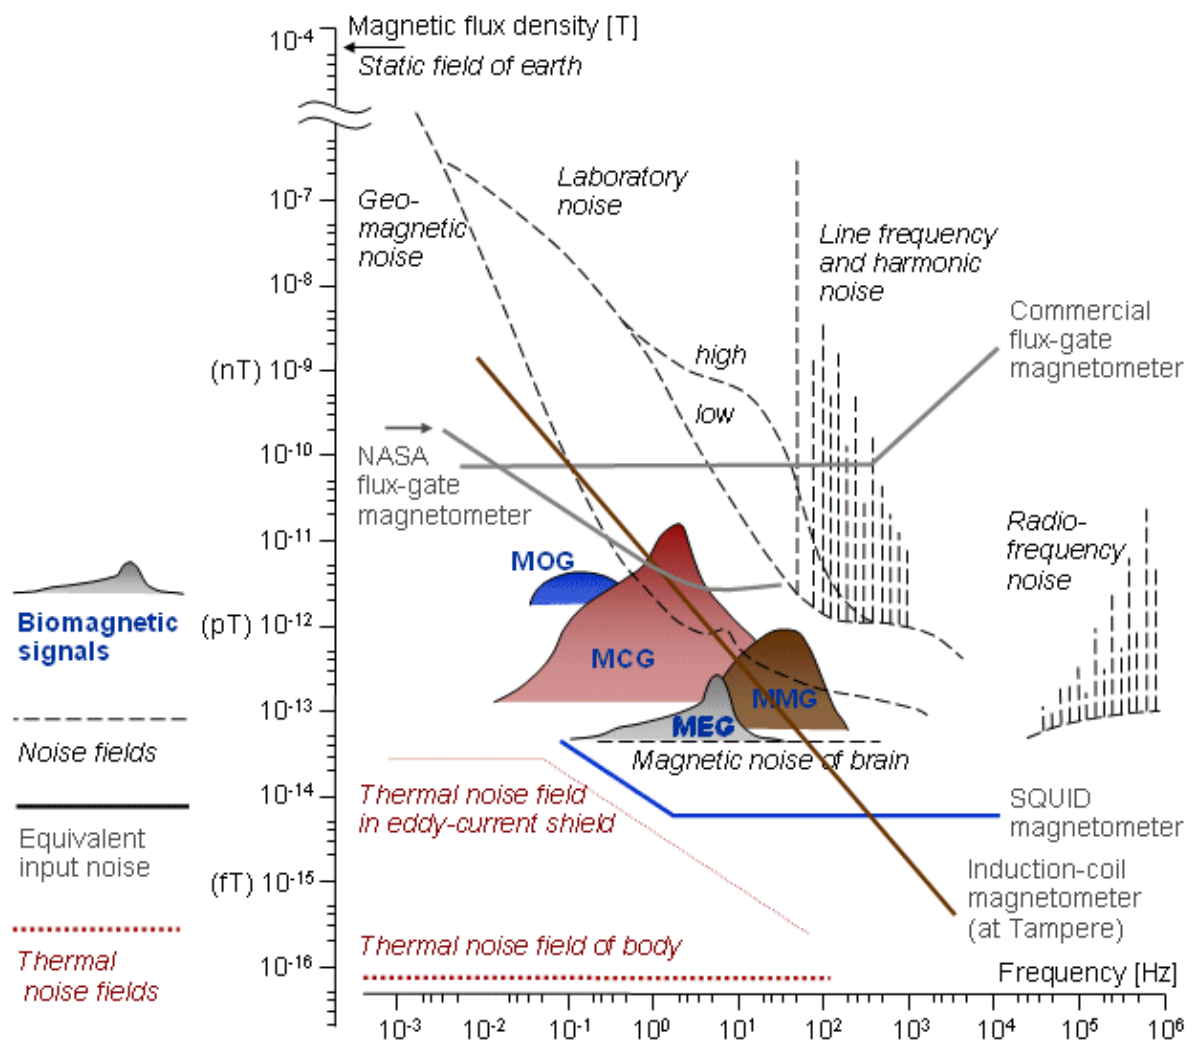 Magnetic flux density [T]
10⁻⁴
Static field of earth
Laboratory
noise
10⁻⁷
Geo-
magnetic
noise
Line frequency
and harmonic
noise
10⁻⁸
Commercial
flux-gate
magnetometer
high
(nT) 10⁻⁹
low
10⁻¹⁰
NASA
flux-gate
magnetometer
Radio-
frequency
noise
10⁻¹¹
MOG
Biomagnetic
signals
(pT) 10⁻¹²
MCG
MMG
10⁻¹³
MEG
Noise fields
Magnetic noise of brain
10⁻¹⁴
Thermal noise field
in eddy-current shield
SQUID
magnetometer
Equivalent
input noise
(fT) 10⁻¹⁵
Induction-coil
magnetometer
(at Tampere)
Thermal noise field of body
Thermal
noise fields
10⁻¹⁶
Frequency [Hz]
10⁻³ 10⁻² 10⁻¹ 10⁰ 10¹ 10² 10³ 10⁴ 10⁵ 10⁶